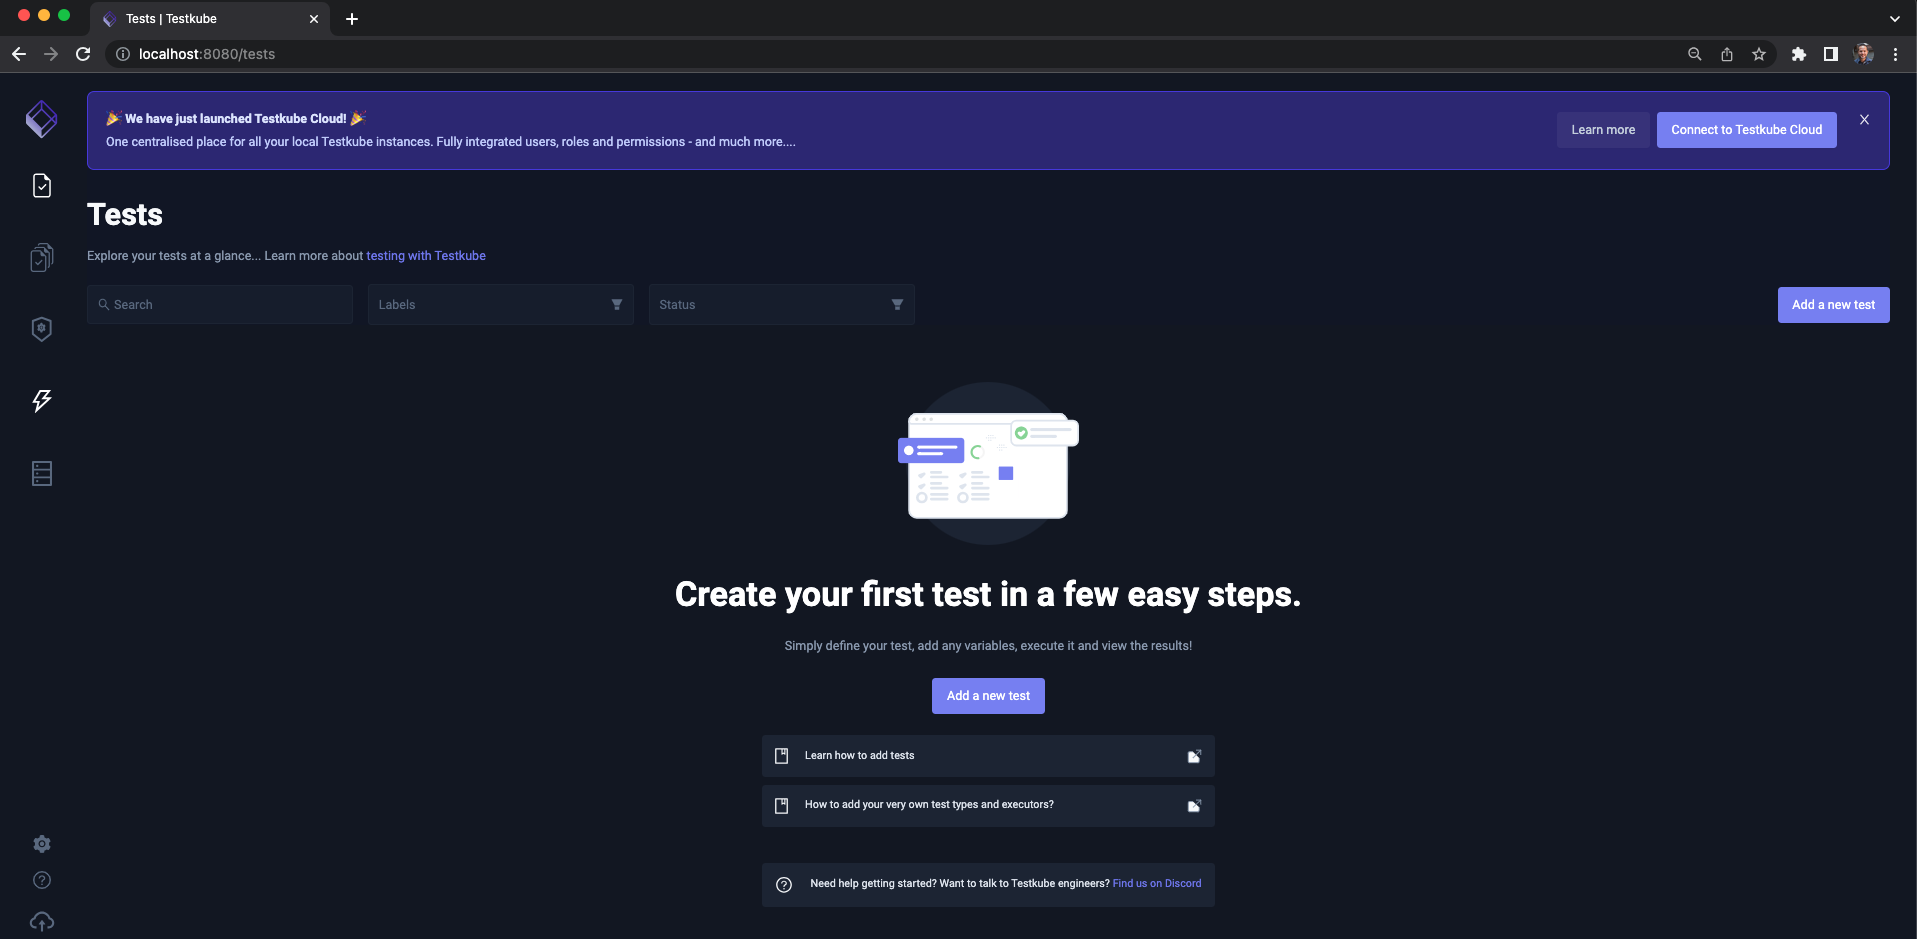 Tests | Testkube
localhost:8080/tests
🎉 We have just launched Testkube Cloud! 🎉
One centralised place for all your local Testkube instances. Fully integrated users, roles and permissions - and much more....
Learn more
Connect to Testkube Cloud
Tests
Explore your tests at a glance... Learn more about testing with Testkube
Search
Labels
Status
Add a new test
Create your first test in a few easy steps.
Simply define your test, add any variables, execute it and view the results!
Add a new test
Learn how to add tests
How to add your very own test types and executors?
Need help getting started? Want to talk to Testkube engineers? Find us on Discord